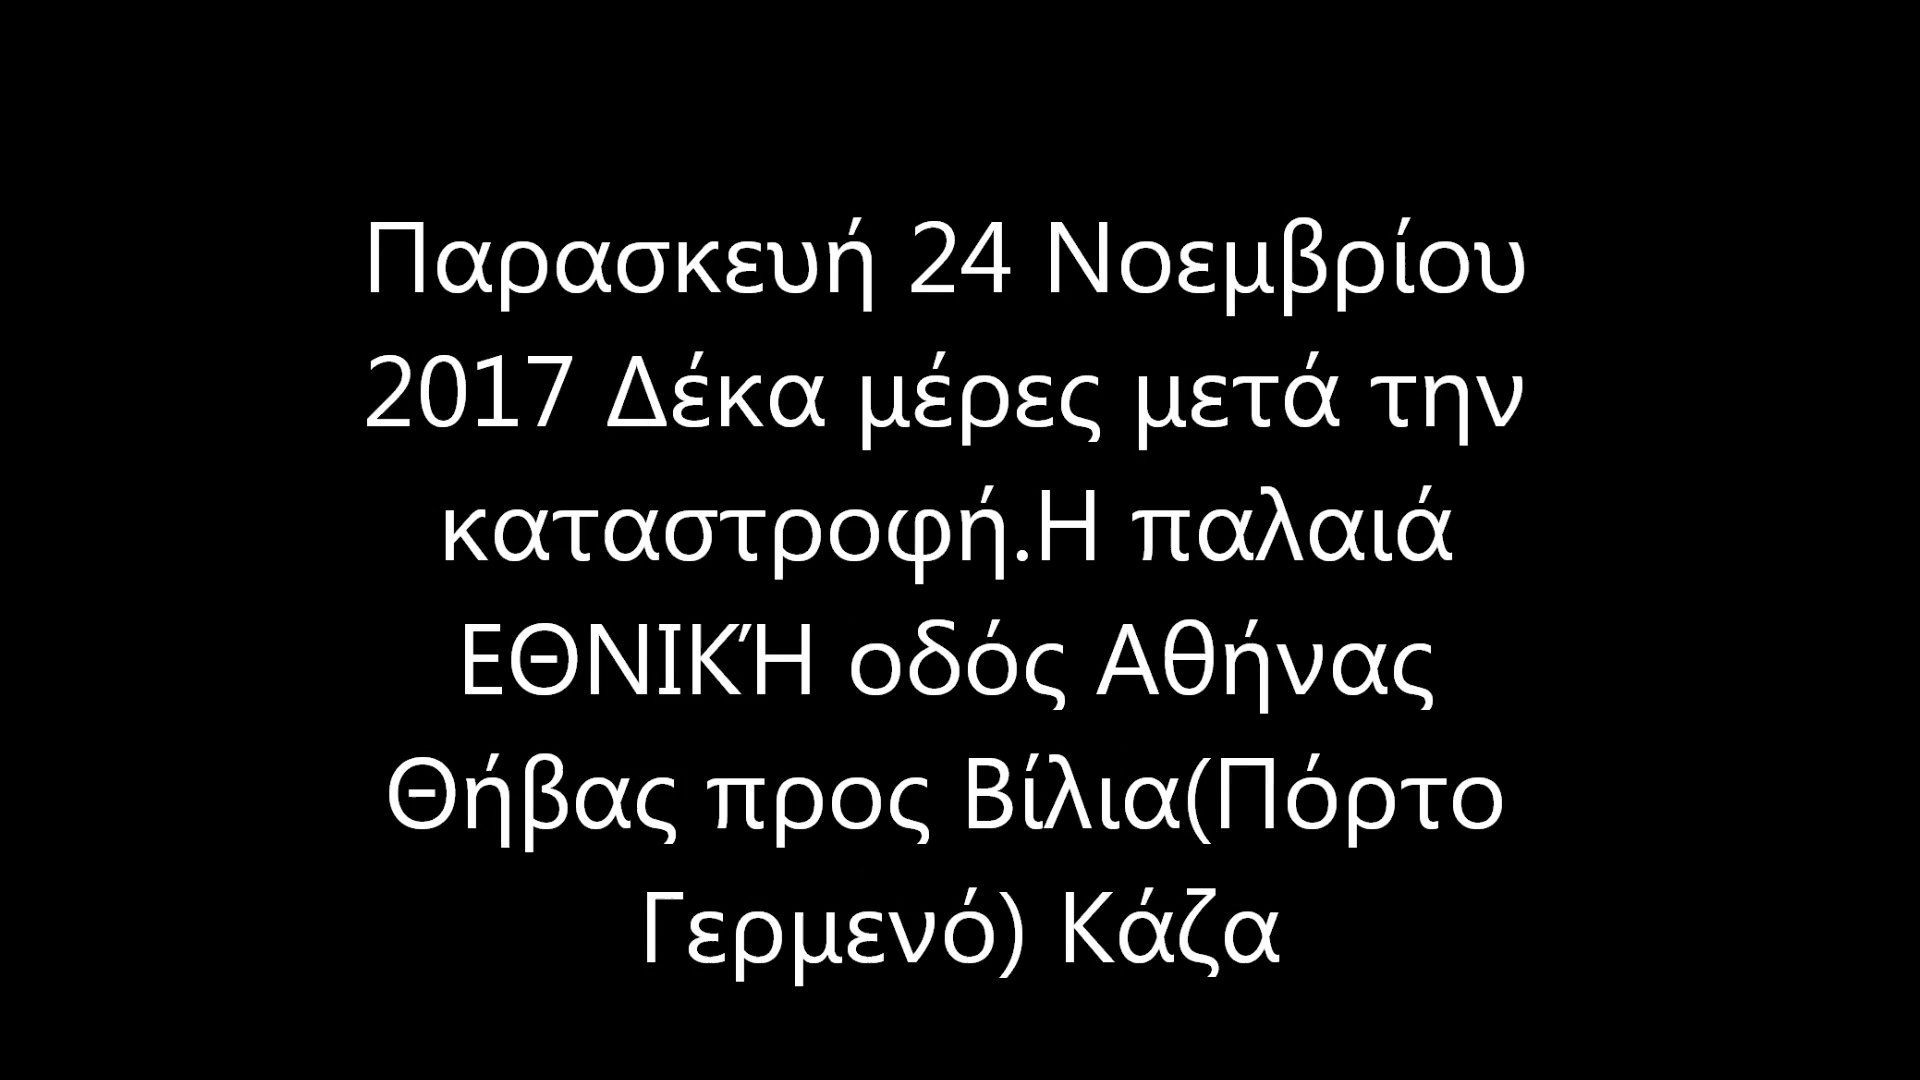 Παρασκευή 24 Νοεμβρίου
2017 Δέκα μέρες μετά την
καταστροφή.Η παλαιά
ΕΘΝΙΚΉ οδός Αθήνας
Θήβας προς Βίλια(Πόρτο
Γερμενό) Κάζα